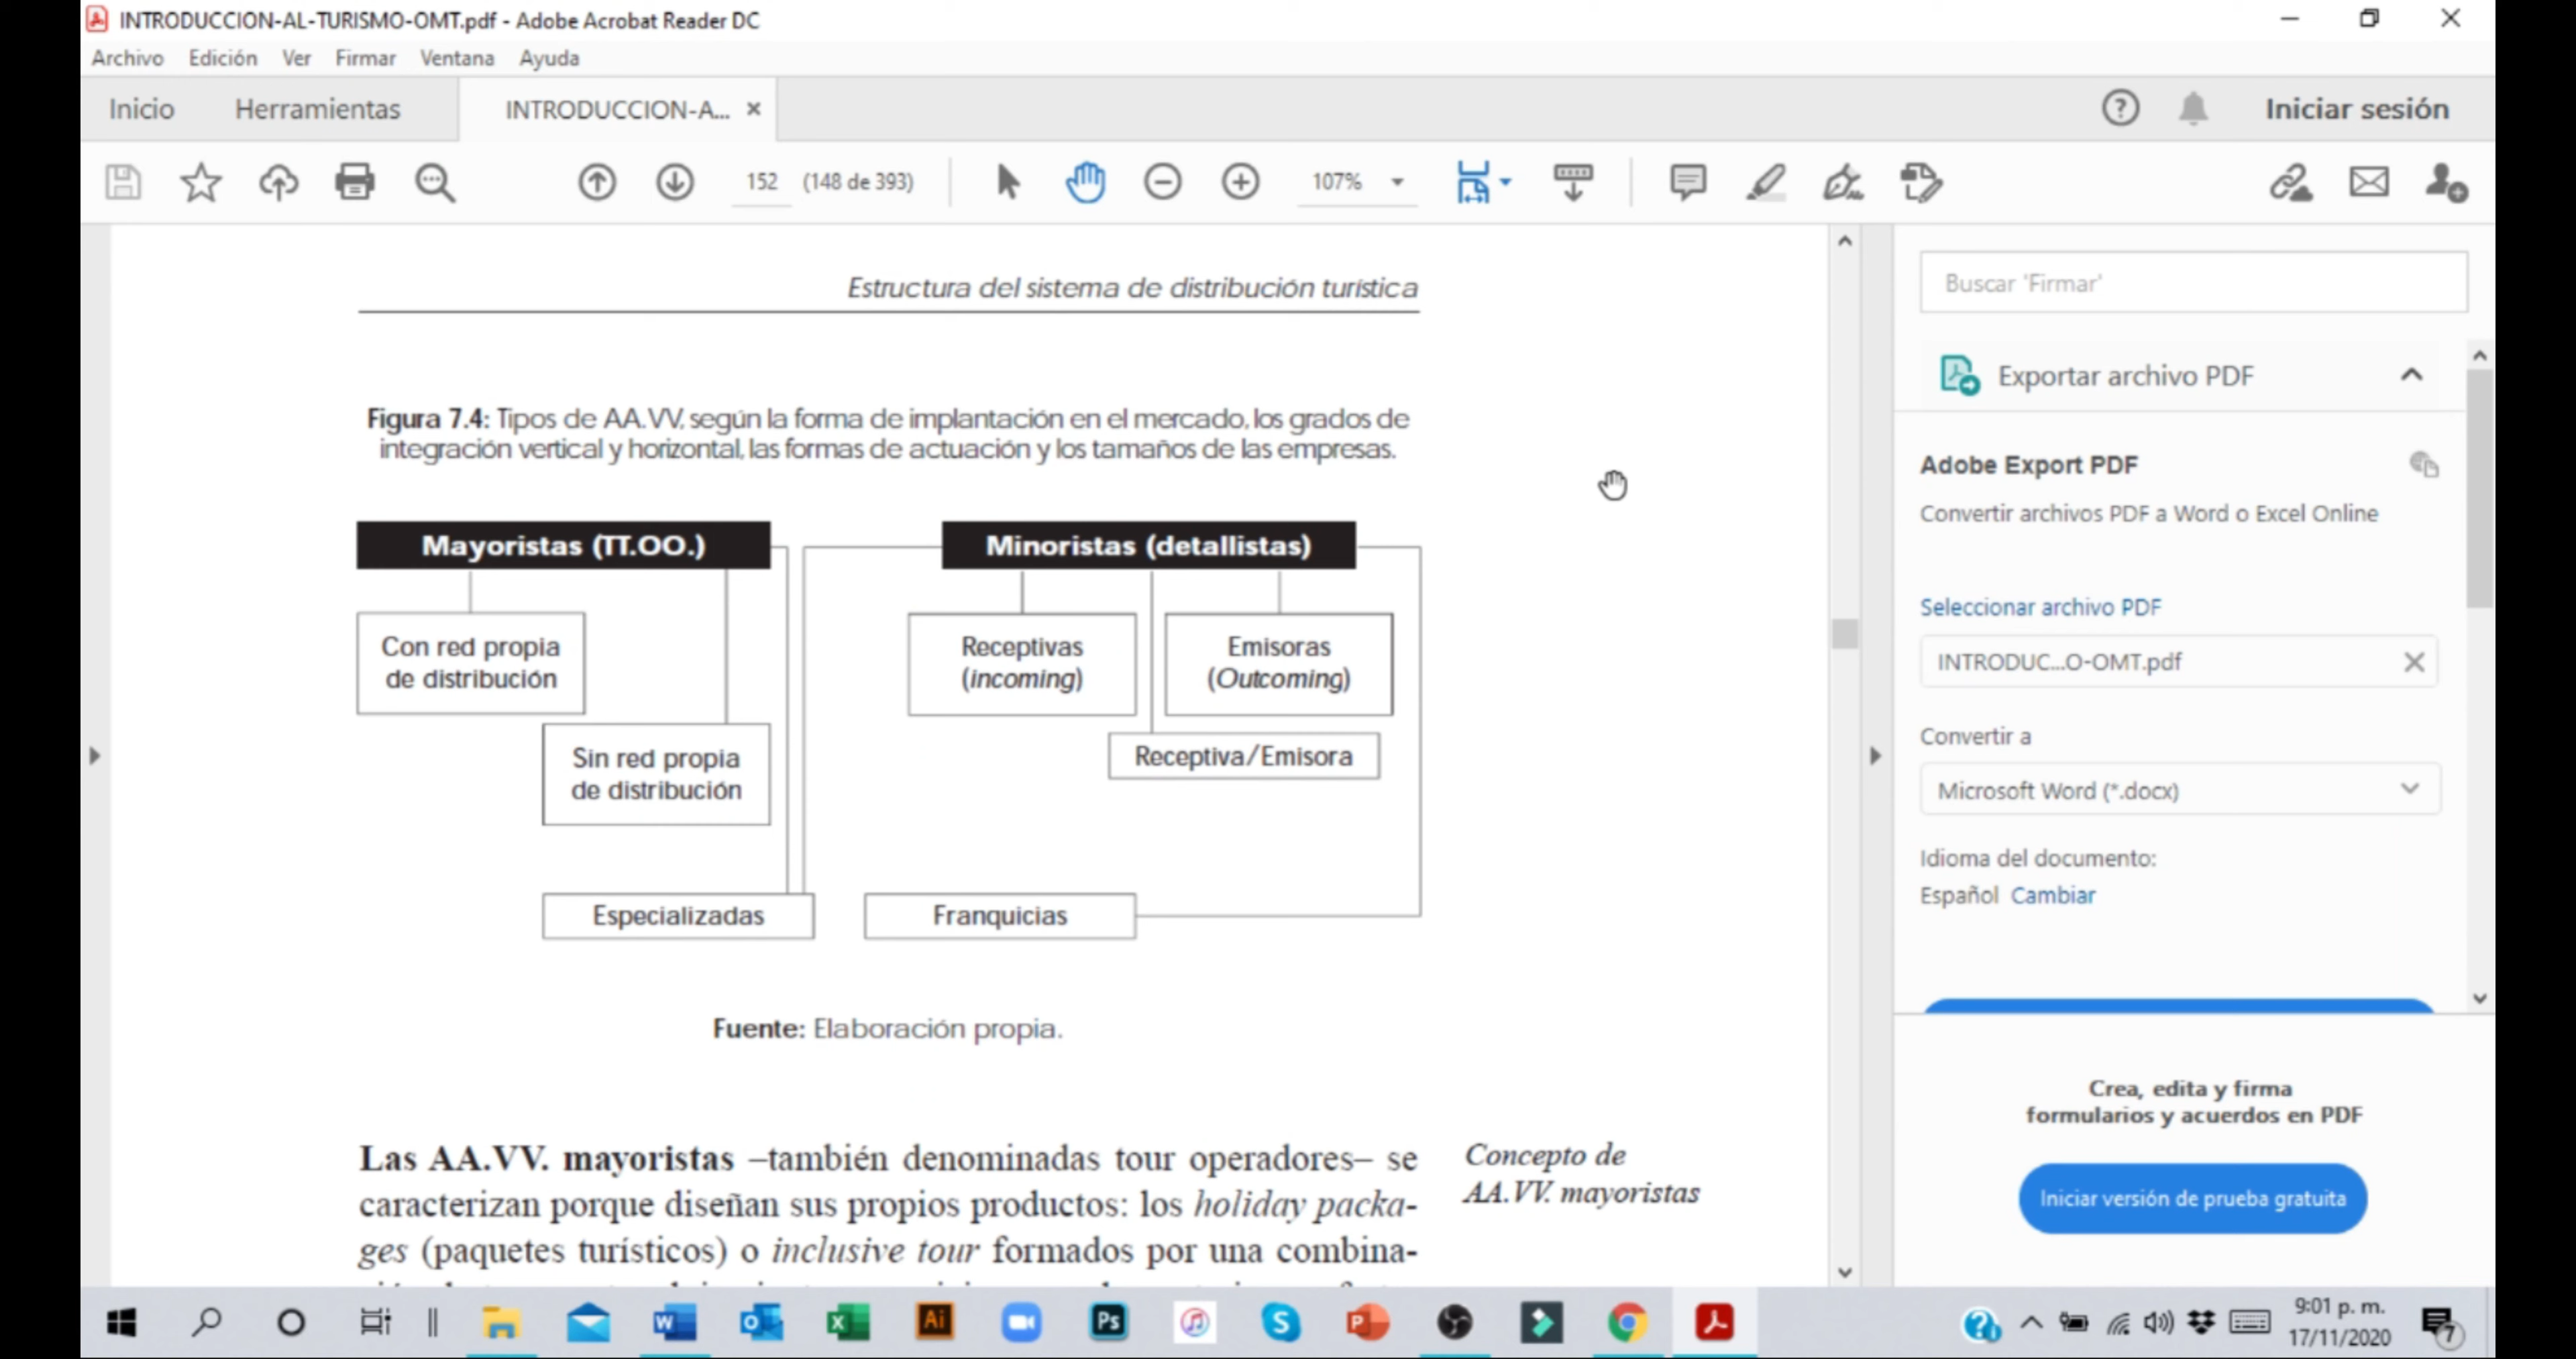 INTRODUCCION-AL-TURISMO-OMT.pdf - Adobe Acrobat Reader DC
Archivo Edición Ver Firmar Ventana Ayuda
Inicio Herramientas INTRODUCCION-A... × Iniciar sesión
152 (148 de 393) 107%
Estructura del sistema de distribución turística
Figura 7.4: Tipos de AA.VV, según la forma de implantación en el mercado, los grados de
integración vertical y horizontal, las formas de actuación y los tamaños de las empresas.
Mayoristas (TT.OO.)
Minoristas (detallistas)
Con red propia
de distribución
Receptivas
(incoming)
Emisoras
(Outcoming)
Sin red propia
de distribución
Receptiva/Emisora
Especializadas
Franquicias
Fuente: Elaboración propia.
Las AA.VV. mayoristas –también denominadas tour operadores– se
caracterizan porque diseñan sus propios productos: los holiday packa-
ges (paquetes turísticos) o inclusive tour formados por una combina-
Concepto de
AA.VV. mayoristas
Buscar 'Firmar'
Exportar archivo PDF
Adobe Export PDF
Convertir archivos PDF a Word o Excel Online
Seleccionar archivo PDF
INTRODUC...O-OMT.pdf
Convertir a
Microsoft Word (*.docx)
Idioma del documento:
Español Cambiar
Crea, edita y firma
formularios y acuerdos en PDF
Iniciar versión de prueba gratuita
9:01 p. m.
17/11/2020
7